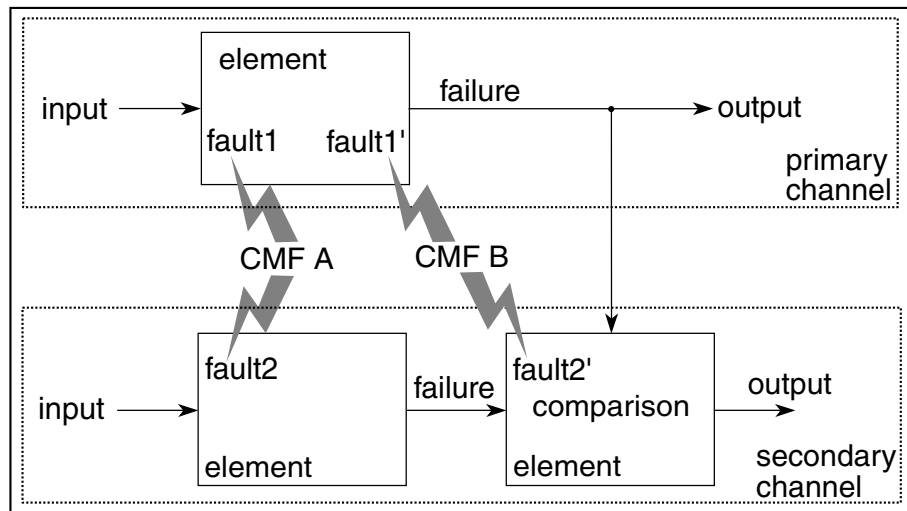 element
input
failure
output
fault1
fault1'
primary
channel
CMF A
CMF B
fault2
fault2'
input
failure
comparison
output
element
element
secondary
channel